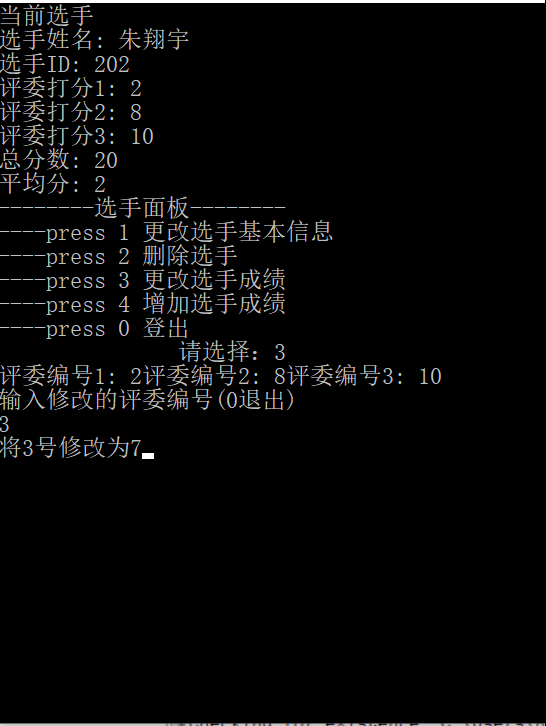 当前选手
选手姓名: 朱翔宇
选手ID: 202
评委打分1: 2
评委打分2: 8
评委打分3: 10
总分数: 20
平均分: 2
--------选手面板--------
----press 1 更改选手基本信息
----press 2 删除选手
----press 3 更改选手成绩
----press 4 增加选手成绩
----press 0 登出
请选择: 3
评委编号1: 2评委编号2: 8评委编号3: 10
输入修改的评委编号(0退出)
3
将3号修改为7